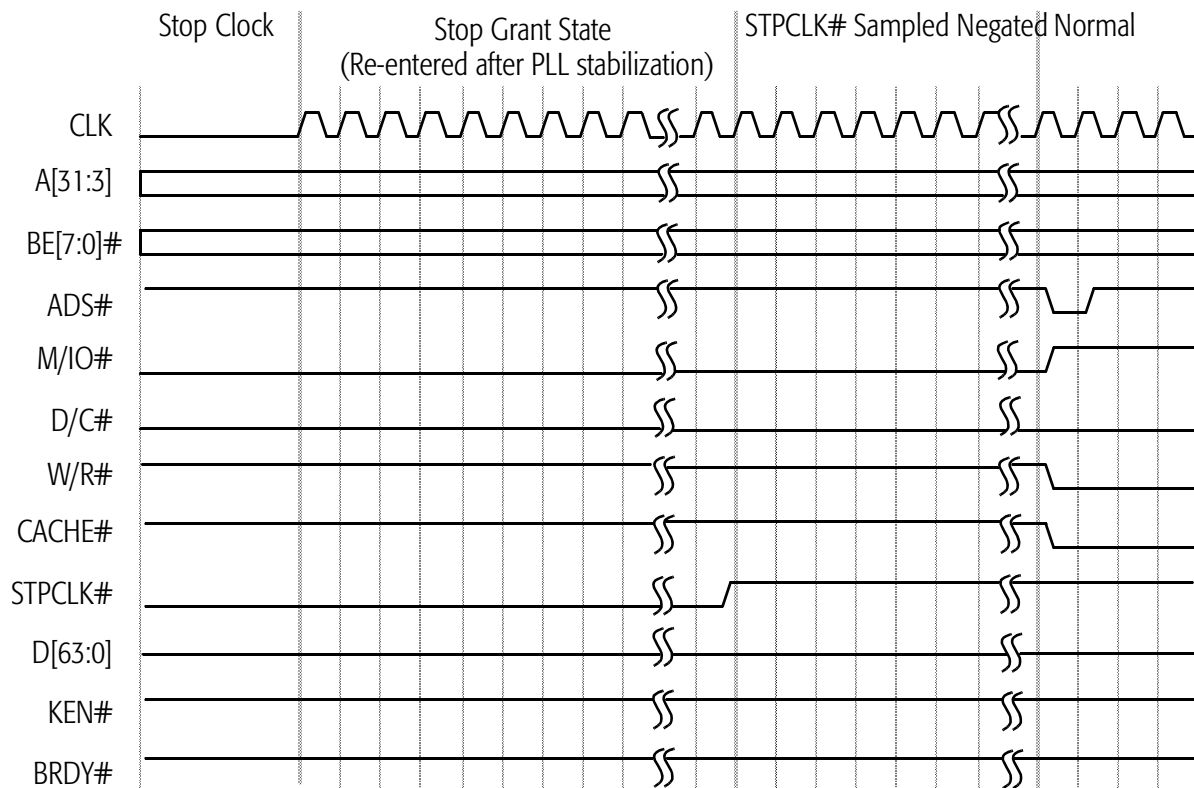 Stop Clock
Stop Grant State
(Re-entered after PLL stabilization)
STPCLK# Sampled Negated Normal
CLK
A[31:3]
BE[7:0]#
ADS#
M/IO#
D/C#
W/R#
CACHE#
STPCLK#
D[63:0]
KEN#
BRDY#